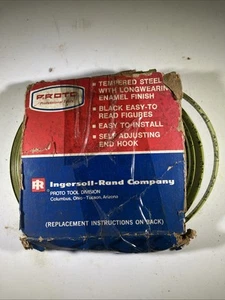 PROTO
• TEMPERED STEEL
WITH LONGWEARING
ENAMEL FINISH
• BLACK EASY-TO
READ FIGURES
• EASY TO INSTALL
• SELF ADJUSTING
END HOOK
IR Ingersoll-Rand Company
PROTO TOOL DIVISION
Columbus, Ohio - Tucson, Arizona
(REPLACEMENT INSTRUCTIONS ON BACK)